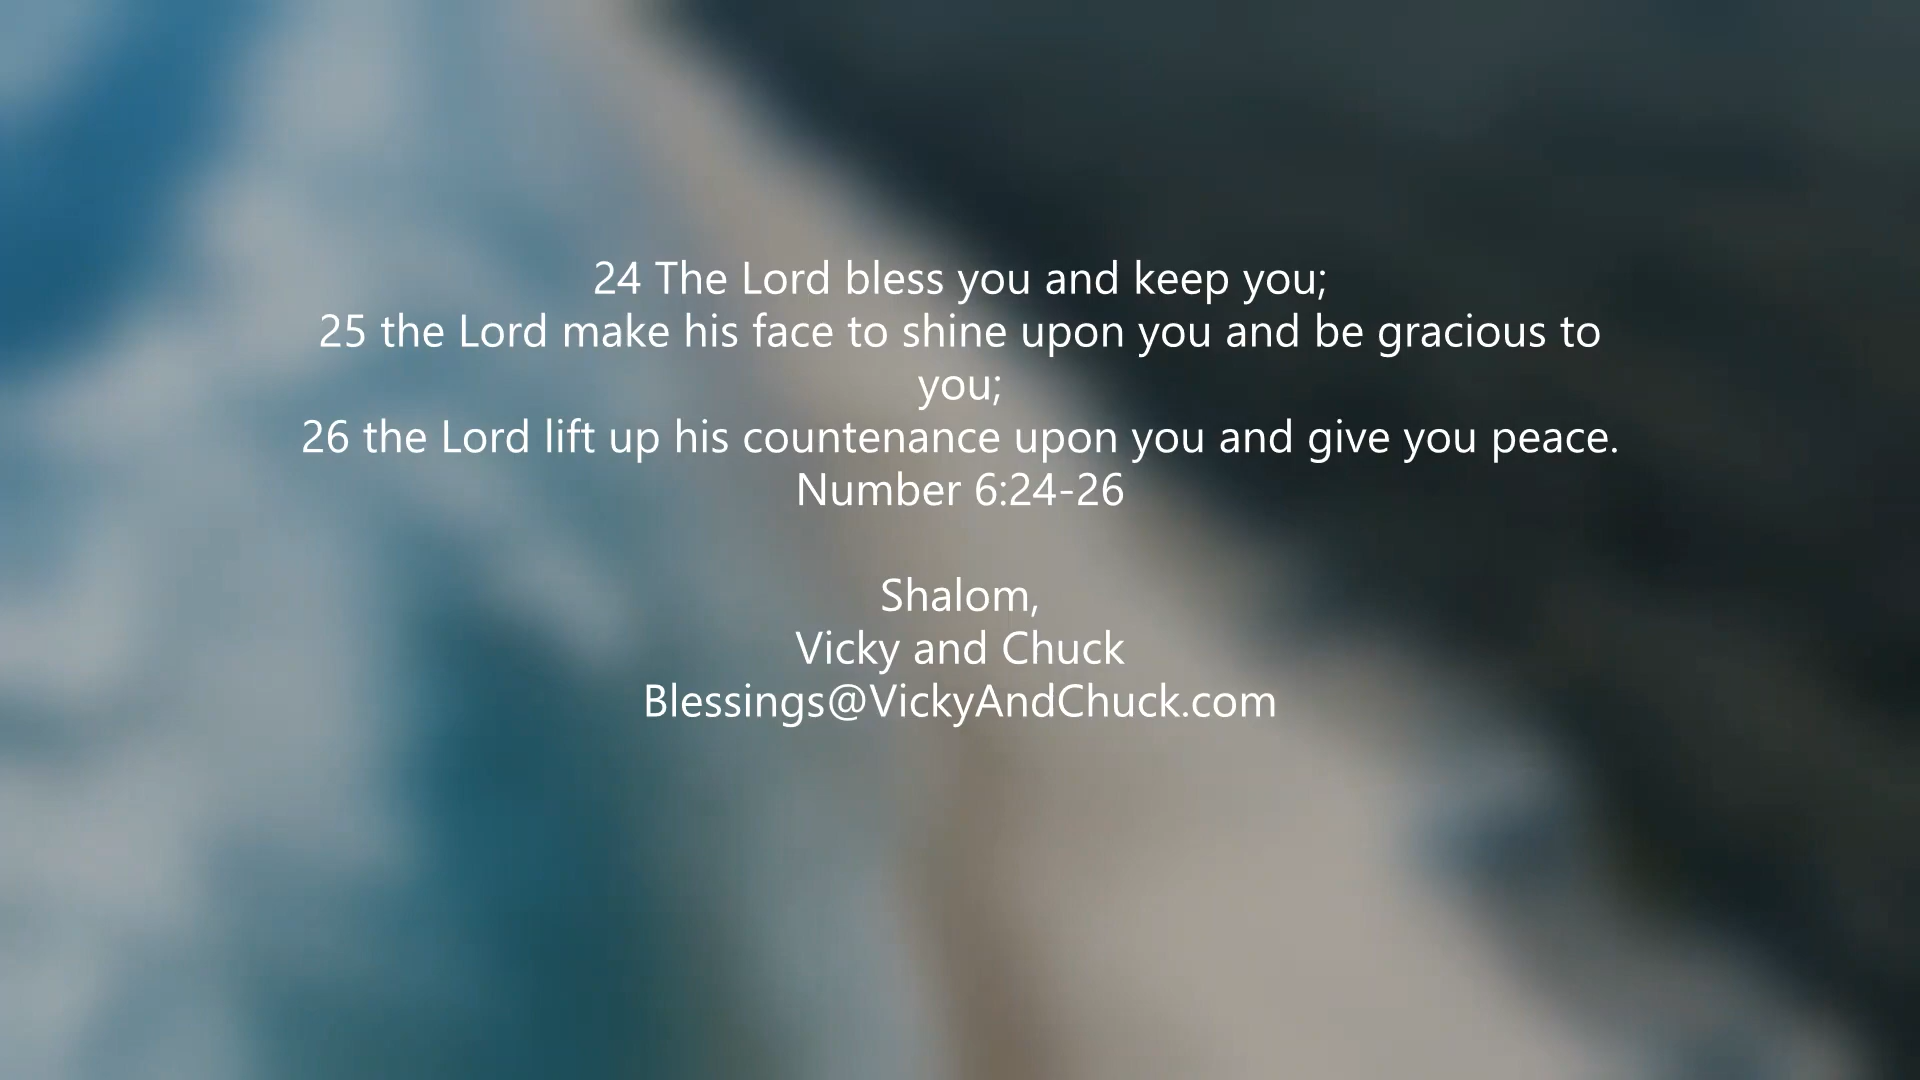 24 The Lord bless you and keep you;
25 the Lord make his face to shine upon you and be gracious to
you;
26 the Lord lift up his countenance upon you and give you peace.
Number 6:24-26
Shalom,
Vicky and Chuck
Blessings@VickyAndChuck.com